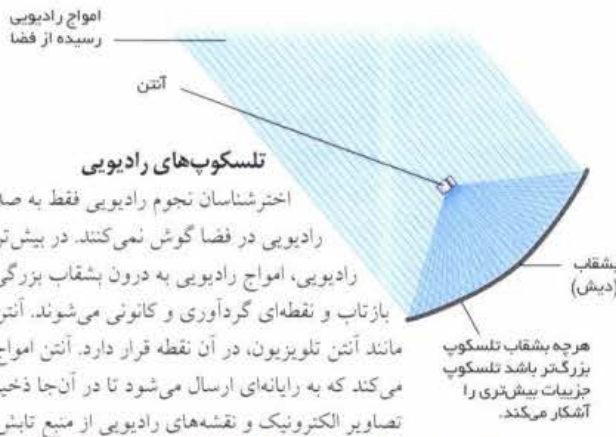 امواج رادیویی
رسیده از فضا
آنتن
تلسکوپ‌های رادیویی
اخترشناسان نجوم رادیویی فقط به
رادیویی در فضا گوش نمی‌کنند. در بیش‌تر
رادیویی، امواج رادیویی به درون بشقاب بزرگی
بازتاب و نقطه‌ای گردآوری و کانونی می‌شوند. آنتن
مانند آنتن تلویزیون، در آن نقطه قرار دارد. آنتن امواج
می‌کند که به رایانه‌ای ارسال می‌شود تا در آن‌جا
تصاویر الکترونیک و نقشه‌های رادیویی از منبع تابش
بشقاب
(دیش)
هرچه بشقاب تلسکوپ
بزرگ‌تر باشد تلسکوپ
جزییات بیش‌تری را
آشکار می‌کند.